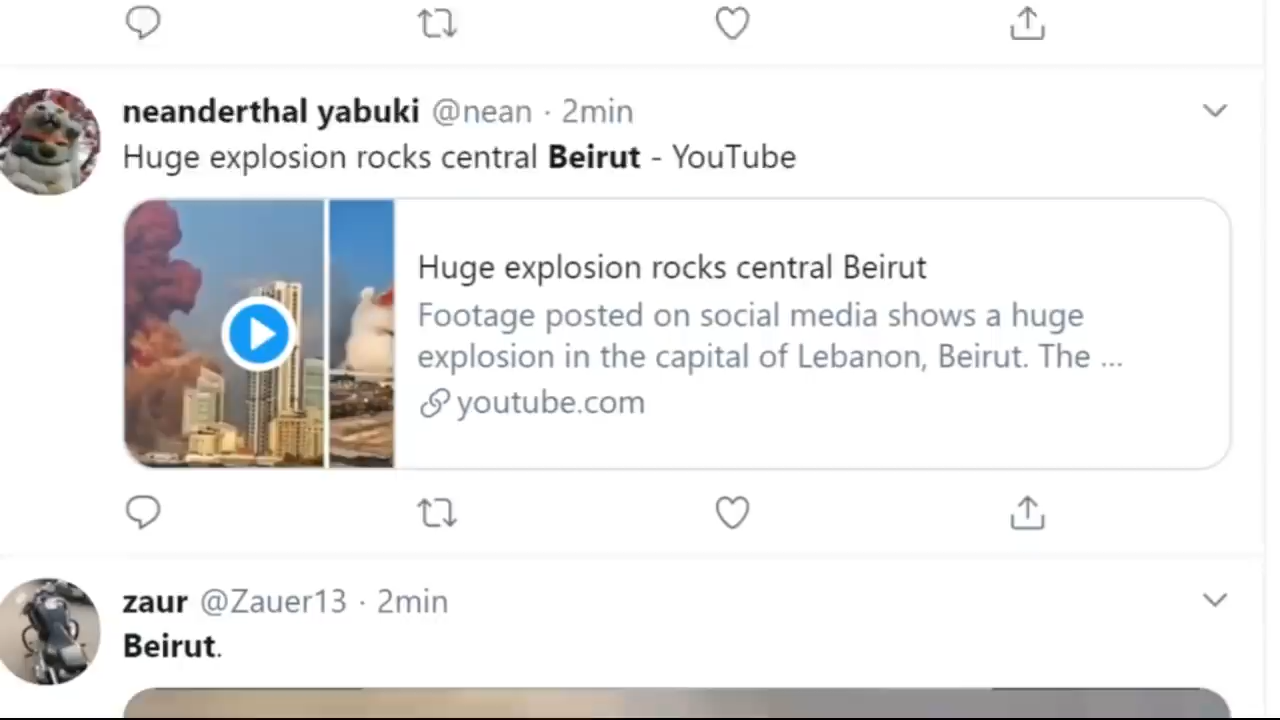 neanderthal yabuki @nean · 2min
Huge explosion rocks central Beirut - YouTube
Huge explosion rocks central Beirut
Footage posted on social media shows a huge
explosion in the capital of Lebanon, Beirut. The ...
youtube.com
zaur @Zauer13 · 2min
Beirut.